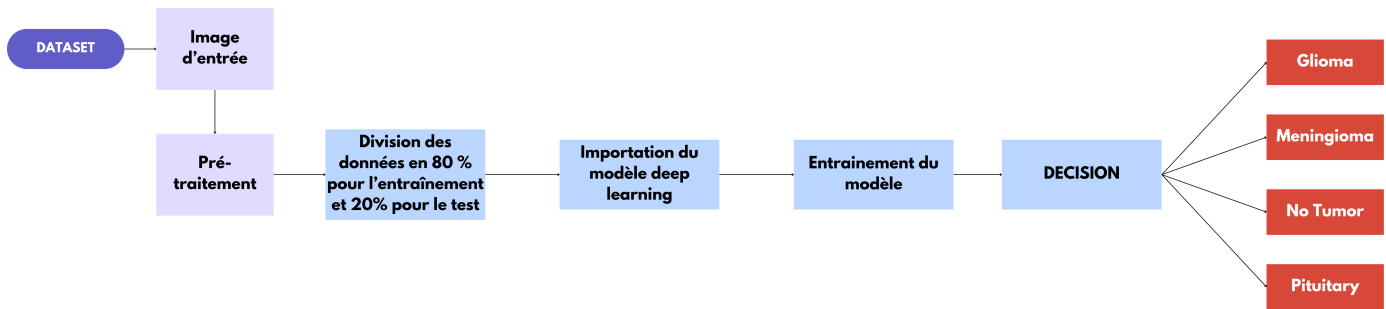 DATASET
Image
d'entrée
Pré-
traitement
Division des
données en 80 %
pour l'entraînement
et 20% pour le test
Importation du
modèle deep
learning
Entrainement du
modèle
DECISION
Glioma
Meningioma
No Tumor
Pituitary